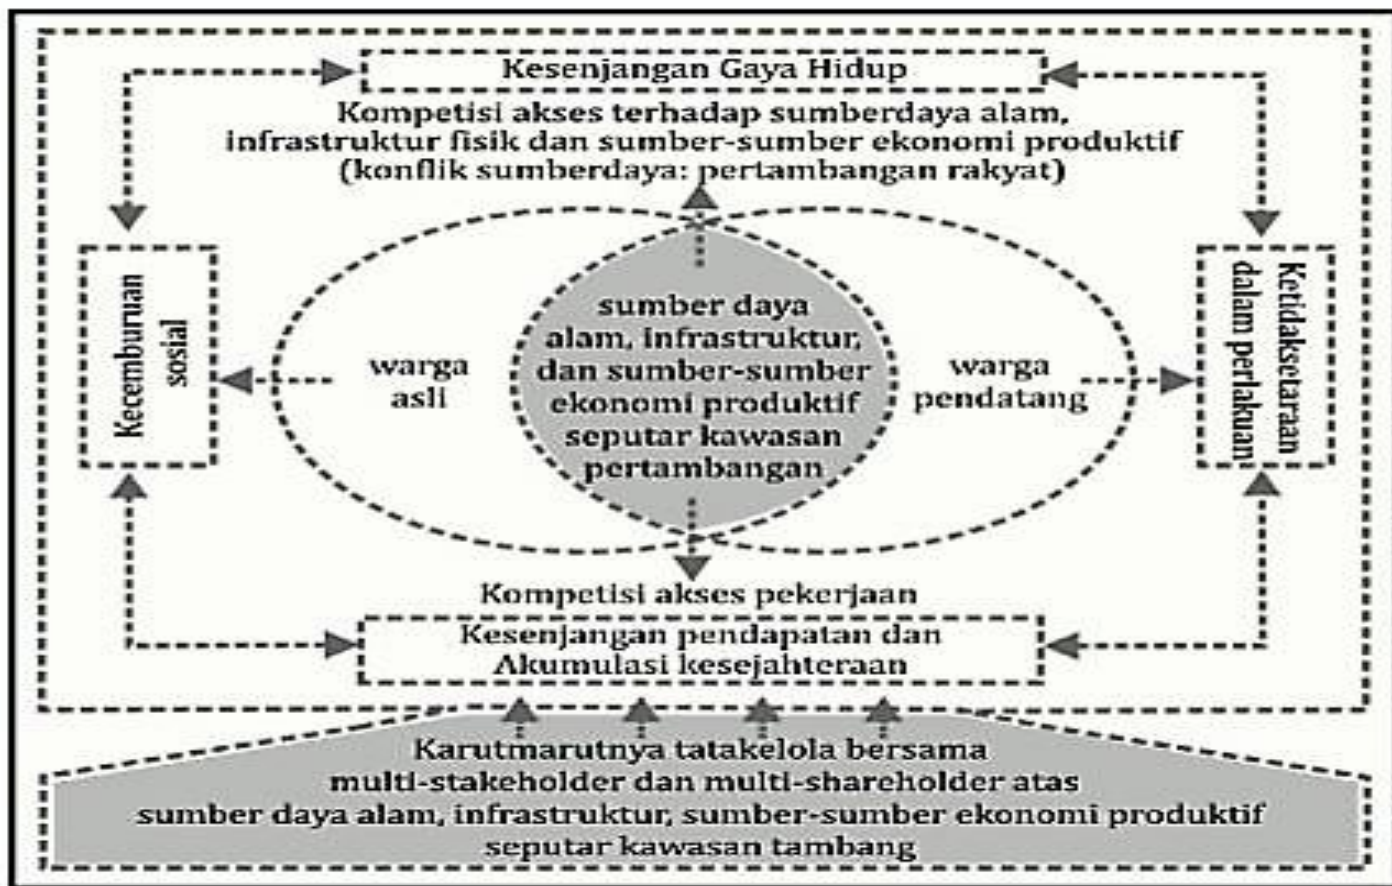 Kesenjangan Gaya Hidup
Kompetisi akses terhadap sumberdaya alam,
infrastruktur fisik dan sumber-sumber ekonomi produktif
(konflik sumberdaya: pertambangan rakyat)
Kecemburuan
sosial
warga
asli
sumber daya
alam, infrastruktur,
dan sumber-sumber
ekonomi produktif
seputar kawasan
pertambangan
warga
pendatang
Ketidaksetaraan
dalam perlakuan
Kompetisi akses pekerjaan
Kesenjangan pendapatan dan
Akumulasi kesejahteraan
Karutmarutnya tatakelola bersama
multi-stakeholder dan multi-shareholder atas
sumber daya alam, infrastruktur, sumber-sumber ekonomi produktif
seputar kawasan tambang